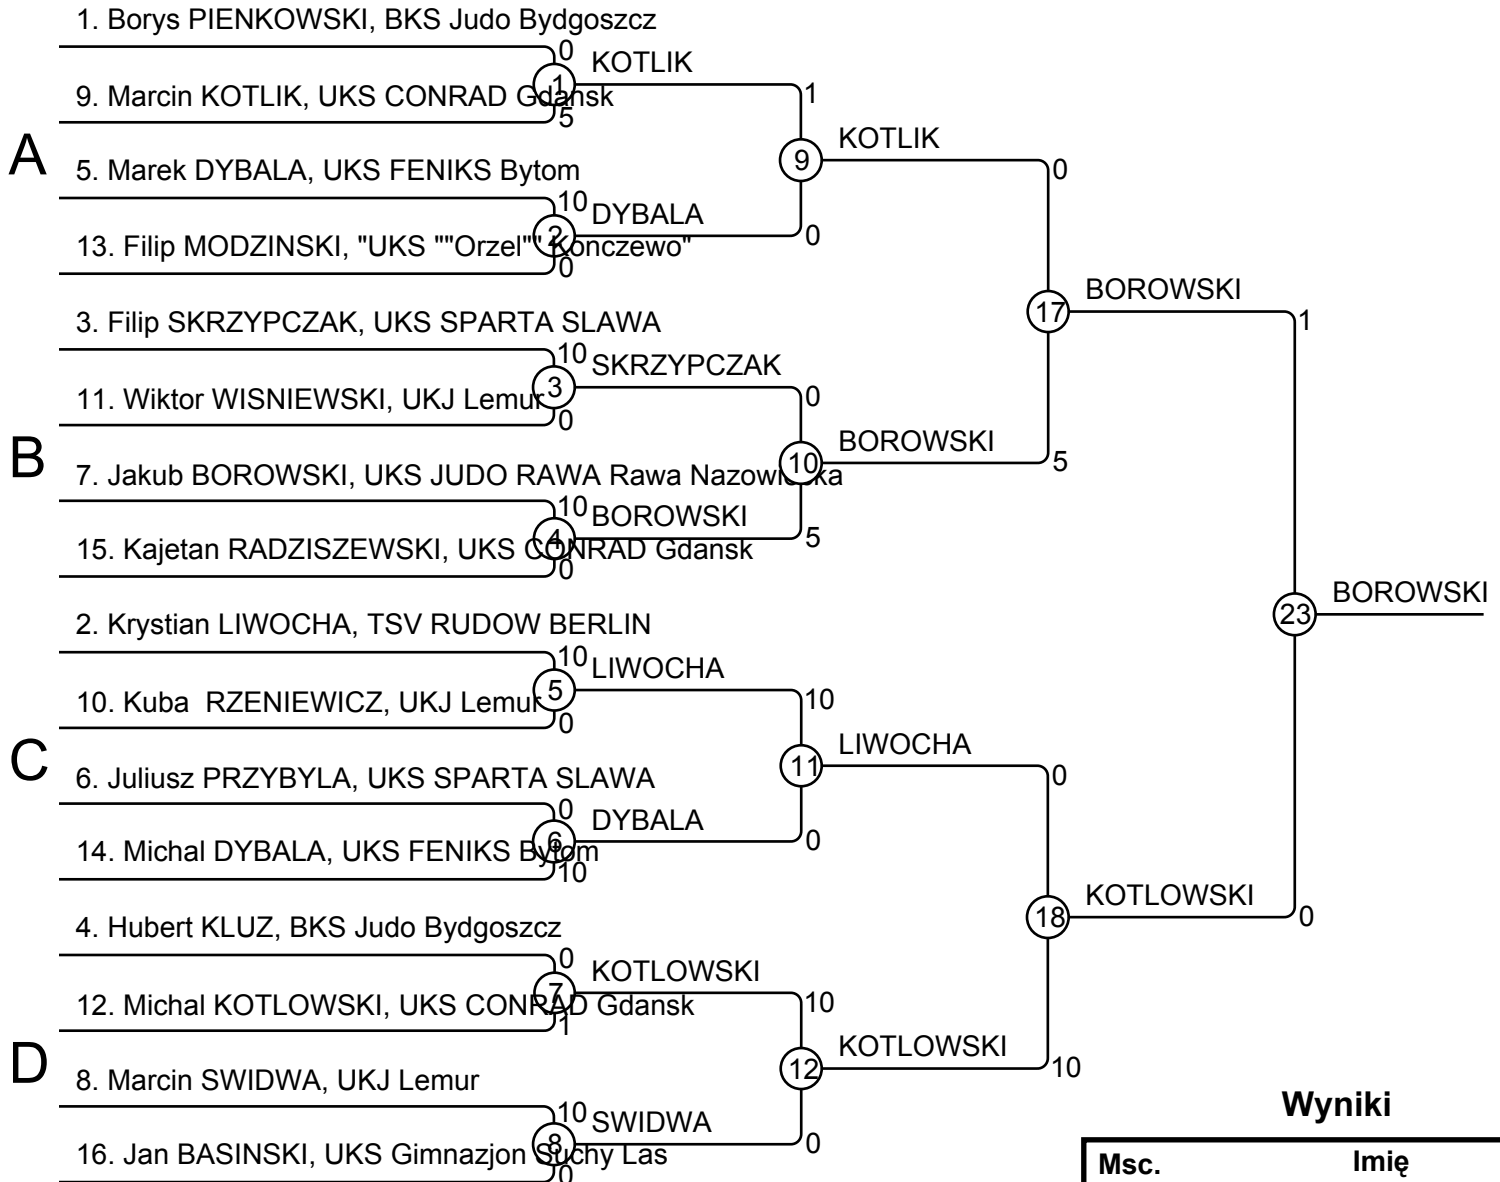 1. Borys PIENKOWSKI, BKS Judo Bydgoszcz
0
KOTLIK
1
9. Marcin KOTLIK, UKS CONRAD Gdansk
1
5
A
KOTLIK
9
0
5. Marek DYBALA, UKS FENIKS Bytom
10
DYBALA
2
0
13. Filip MODZINSKI, "UKS ""Orzel"" Konczewo"
0
BOROWSKI
17
1
3. Filip SKRZYPCZAK, UKS SPARTA SLAWA
10
SKRZYPCZAK
3
0
11. Wiktor WISNIEWSKI, UKJ Lemur
0
B
BOROWSKI
10
5
7. Jakub BOROWSKI, UKS JUDO RAWA Rawa Nazowiecka
10
BOROWSKI
4
5
15. Kajetan RADZISZEWSKI, UKS CONRAD Gdansk
0
BOROWSKI
23
2. Krystian LIWOCHA, TSV RUDOW BERLIN
10
LIWOCHA
5
10
10. Kuba  RZENIEWICZ, UKJ Lemur
0
C
LIWOCHA
11
0
6. Juliusz PRZYBYLA, UKS SPARTA SLAWA
0
DYBALA
6
0
14. Michal DYBALA, UKS FENIKS Bytom
10
KOTLOWSKI
18
0
4. Hubert KLUZ, BKS Judo Bydgoszcz
0
KOTLOWSKI
7
10
12. Michal KOTLOWSKI, UKS CONRAD Gdansk
1
D
KOTLOWSKI
12
10
8. Marcin SWIDWA, UKJ Lemur
10
SWIDWA
8
0
16. Jan BASINSKI, UKS Gimnazjon Suchy Las
0
Wyniki
Msc. Imię